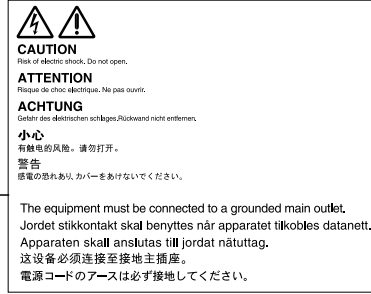 CAUTION
Risk of electric shock. Do not open.
ATTENTION
Risque de choc electrique. Ne pas ouvrir.
ACHTUNG
Gefahr des elektrischen schlages.Rückwand nicht entfernen.
小心
有触电的风险。请勿打开。
警告
感電の恐れあり、カバーをあけないでください。
The equipment must be connected to a grounded main outlet.
Jordet stikkontakt skal benyttes når apparatet tilkobles datanett.
Apparaten skall anslutas till jordat nätuttag.
这设备必须连接至接地主插座。
電源コードのアースは必ず接地してください。